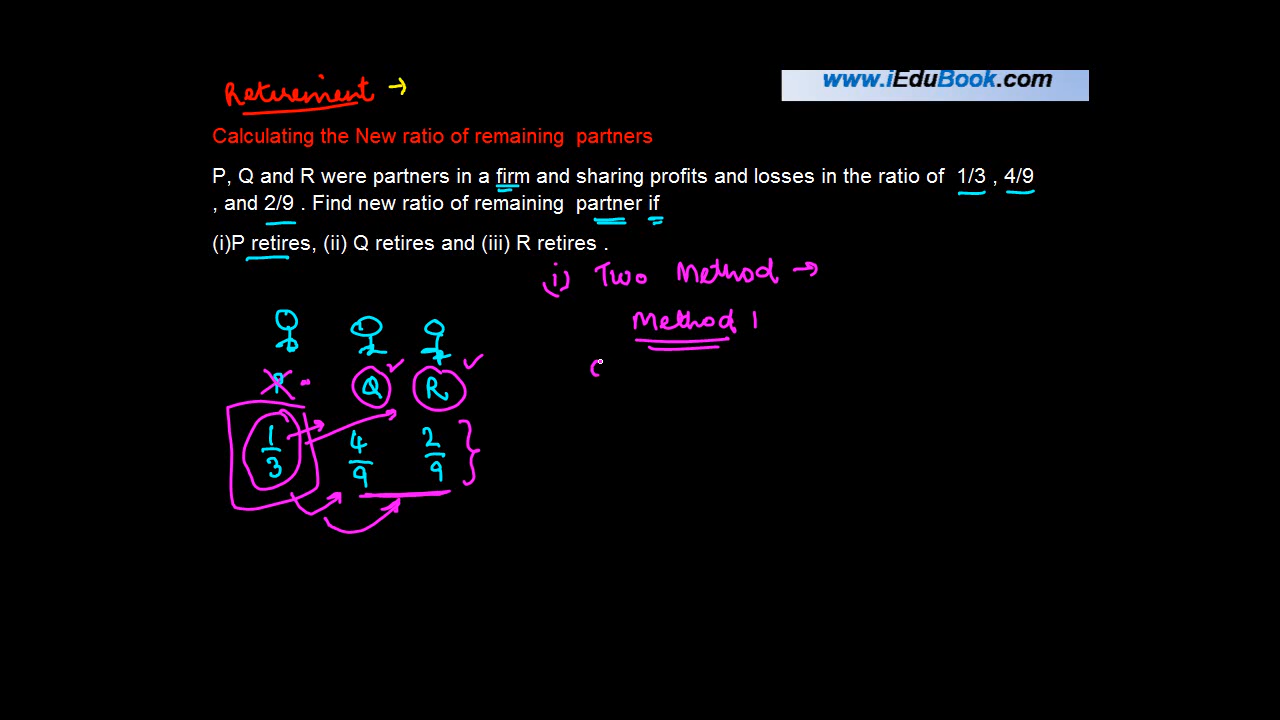 Retirement →
www.iEduBook.com
Calculating the New ratio of remaining partners
P, Q and R were partners in a firm and sharing profits and losses in the ratio of 1/3 , 4/9
, and 2/9 . Find new ratio of remaining partner if
(i)P retires, (ii) Q retires and (iii) R retires .
(i) Two Method →
Method 1
(
P Q R
1/3 4/9 2/9